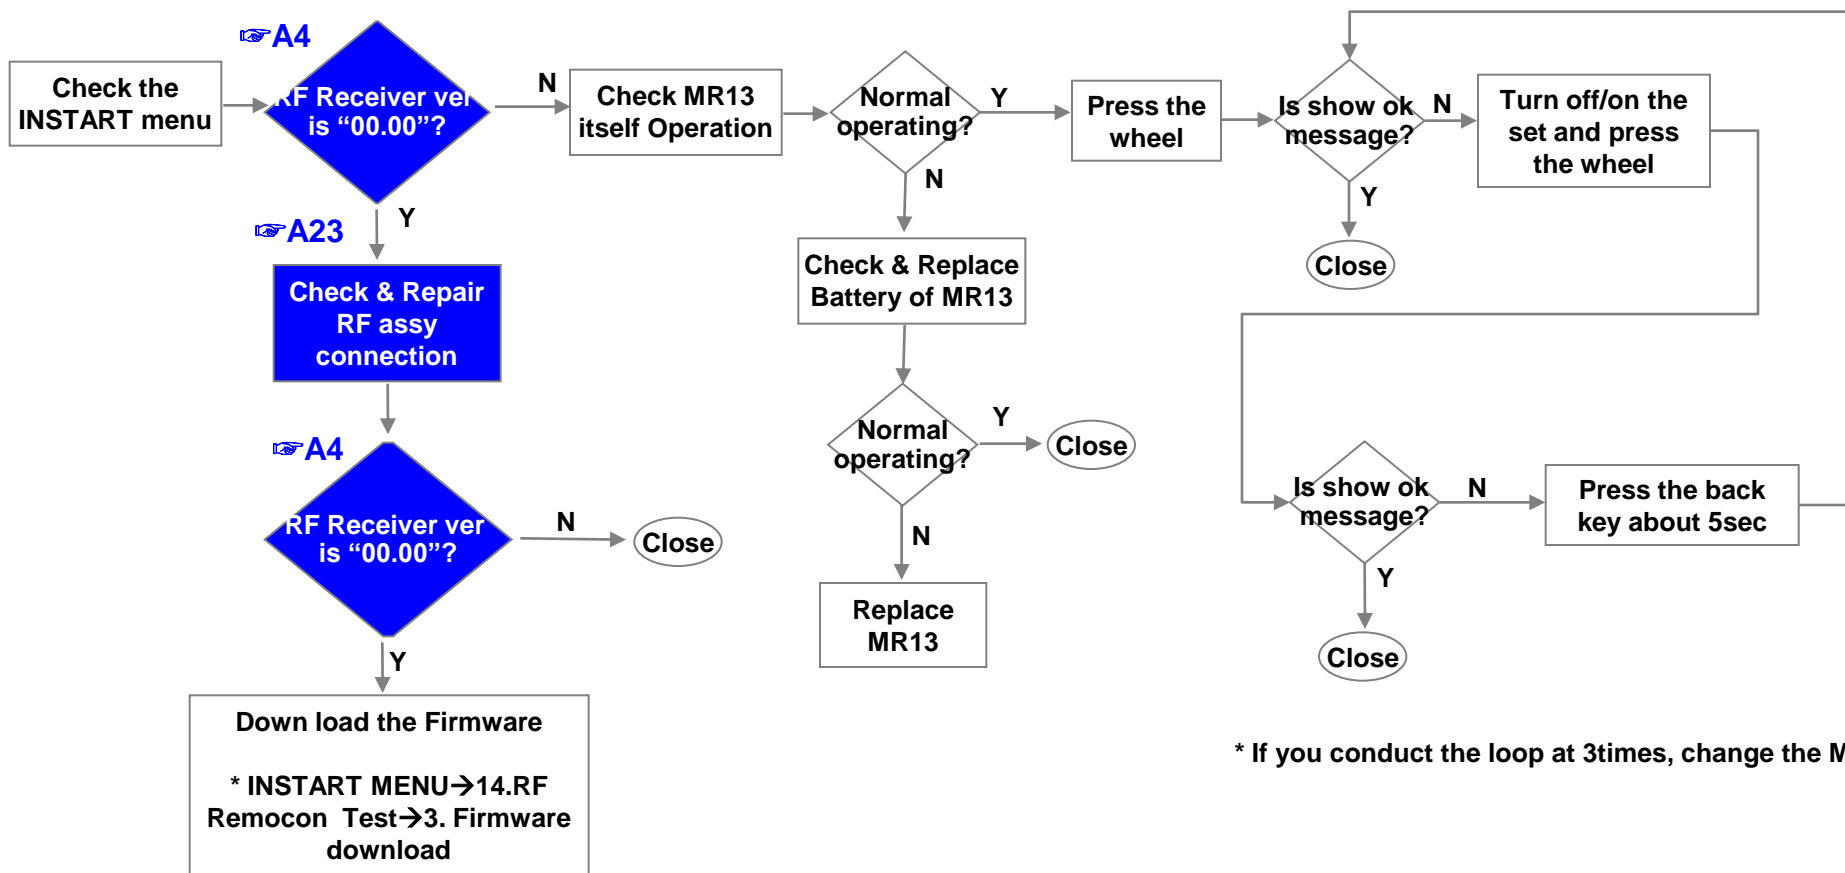 ☞A4
Check the
INSTART menu
RF Receiver ver
is “00.00”?
N
Check MR13
itself Operation
Normal
operating?
Y
Press the
wheel
Is show ok
message?
N
Turn off/on the
set and press
the wheel
Y
N
Y
Close
☞A23
Check & Repair
RF assy
connection
Check & Replace
Battery of MR13
Normal
operating?
Y
Close
N
Replace
MR13
☞A4
RF Receiver ver
is “00.00”?
N
Close
Y
Is show ok
message?
N
Press the back
key about 5sec
Y
Close
Down load the Firmware
* INSTART MENU→14.RF
Remocon Test→3. Firmware
download
* If you conduct the loop at 3times, change the